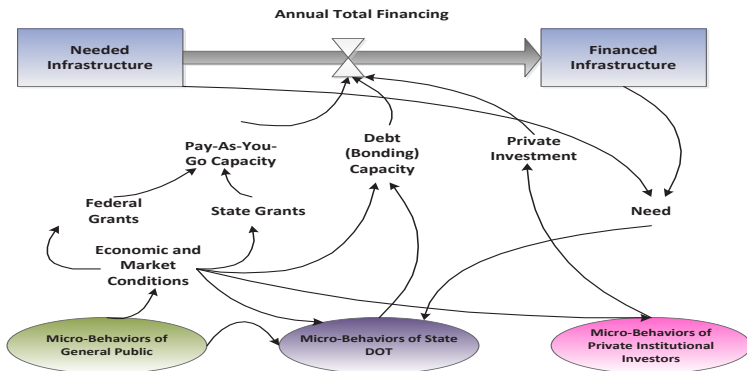 Annual Total Financing
Needed
Infrastructure
Financed
Infrastructure
Pay-As-You-
Go Capacity
Debt
(Bonding)
Capacity
Private
Investment
Federal
Grants
State Grants
Need
Economic and
Market
Conditions
Micro-Behaviors of
General Public
Micro-Behaviors of State
DOT
Micro-Behaviors of
Private Institutional
Investors